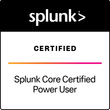 splunk>
CERTIFIED
Splunk Core Certified
Power User